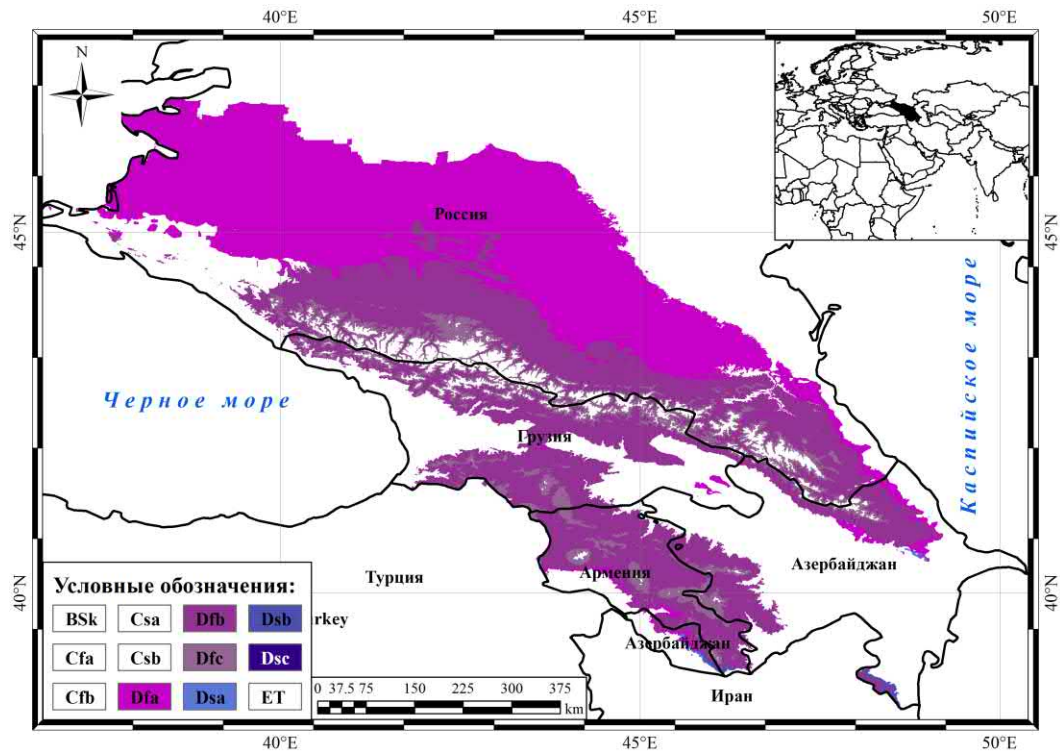 40°E 45°E 50°E
N
45°N
45°N
Россия
Черное море
Каспийское море
Грузия
Турция
Армения
Азербайджан
40°N
40°N
rkey
Азербайджан
Иран
Условные обозначения:
BSk Csa Dfb Dsb
Cfa Csb Dfc Dsc
Cfb Dfa Dsa ET
0 37,5 75 150 225 300 375
km
40°E 45°E 50°E